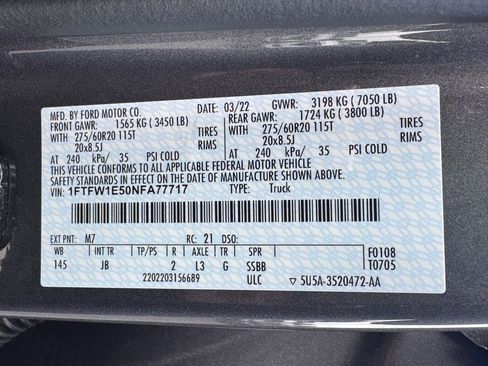 MFD. BY FORD MOTOR CO. DATE: 03/22 GVWR: 3198 KG ( 7050 LB)
FRONT GAWR: 1565 KG ( 3450 LB) REAR GAWR: 1724 KG ( 3800 LB)
WITH 275/60R20 115T TIRES WITH 275/60R20 115T TIRES
20x8.5J RIMS 20x8.5J RIMS
AT 240 kPa/ 35 PSI COLD AT 240 kPa/ 35 PSI COLD
THIS VEHICLE CONFORMS TO ALL APPLICABLE FEDERAL MOTOR VEHICLE
SAFETY STANDARDS IN EFFECT ON THE DATE OF MANUFACTURE SHOWN ABOVE.
VIN: 1FTFW1E50NFA77717 TYPE: Truck
EXT PNT: M7 RC: 21 DSO:
WB INT TR TP/PS R AXLE TR SPR F0108
145 JB 2 L3 G SSBB T0705
2202203156689 ULC ▽ 5U5A-3520472-AA